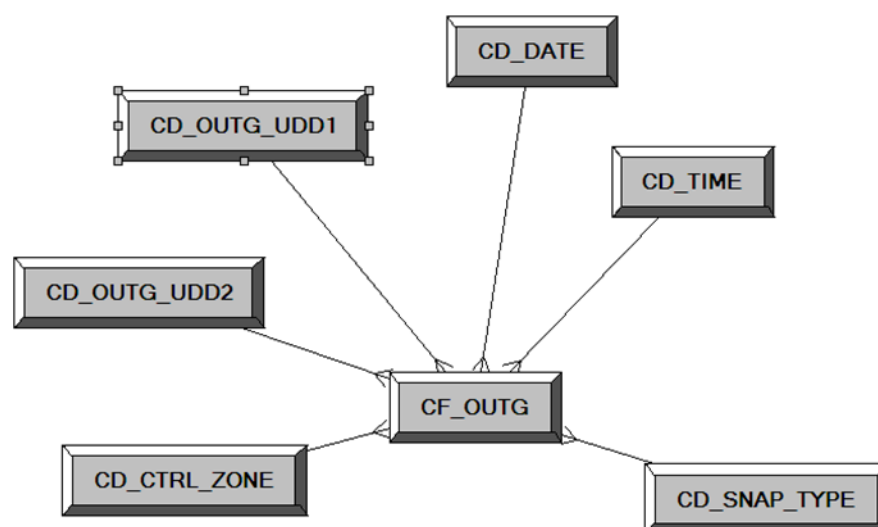 CD_DATE
CD_OUTG_UDD1
CD_TIME
CD_OUTG_UDD2
CF_OUTG
CD_CTRL_ZONE
CD_SNAP_TYPE